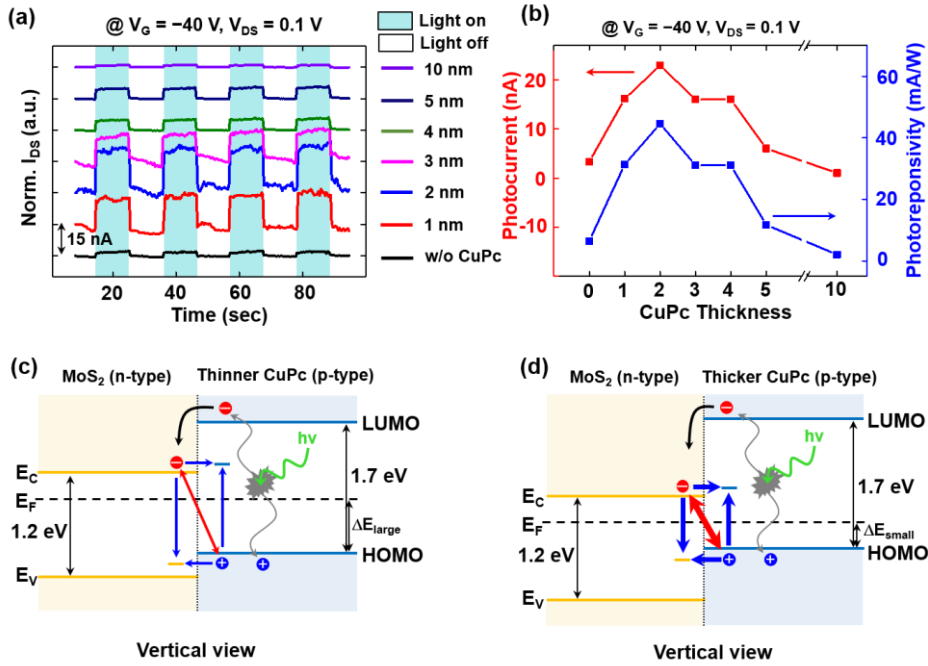 (a)
@ V_G = −40 V, V_DS = 0.1 V
Light on
Light off
10 nm
5 nm
4 nm
3 nm
2 nm
1 nm
w/o CuPc
Norm. I_DS (a.u.)
15 nA
20 40 60 80
Time (sec)
(b)
@ V_G = −40 V, V_DS = 0.1 V
Photocurrent (nA)
20
10
0
-10
60
40
20
0
Photoreponsivity (mA/W)
0 1 2 3 4 5 10
CuPc Thickness
(c)
MoS₂ (n-type) Thinner CuPc (p-type)
LUMO
hv
1.7 eV
E_C
E_F
1.2 eV
ΔE_large
HOMO
E_V
Vertical view
(d)
MoS₂ (n-type) Thicker CuPc (p-type)
LUMO
hv
1.7 eV
E_C
E_F
1.2 eV
ΔE_small
HOMO
E_V
Vertical view